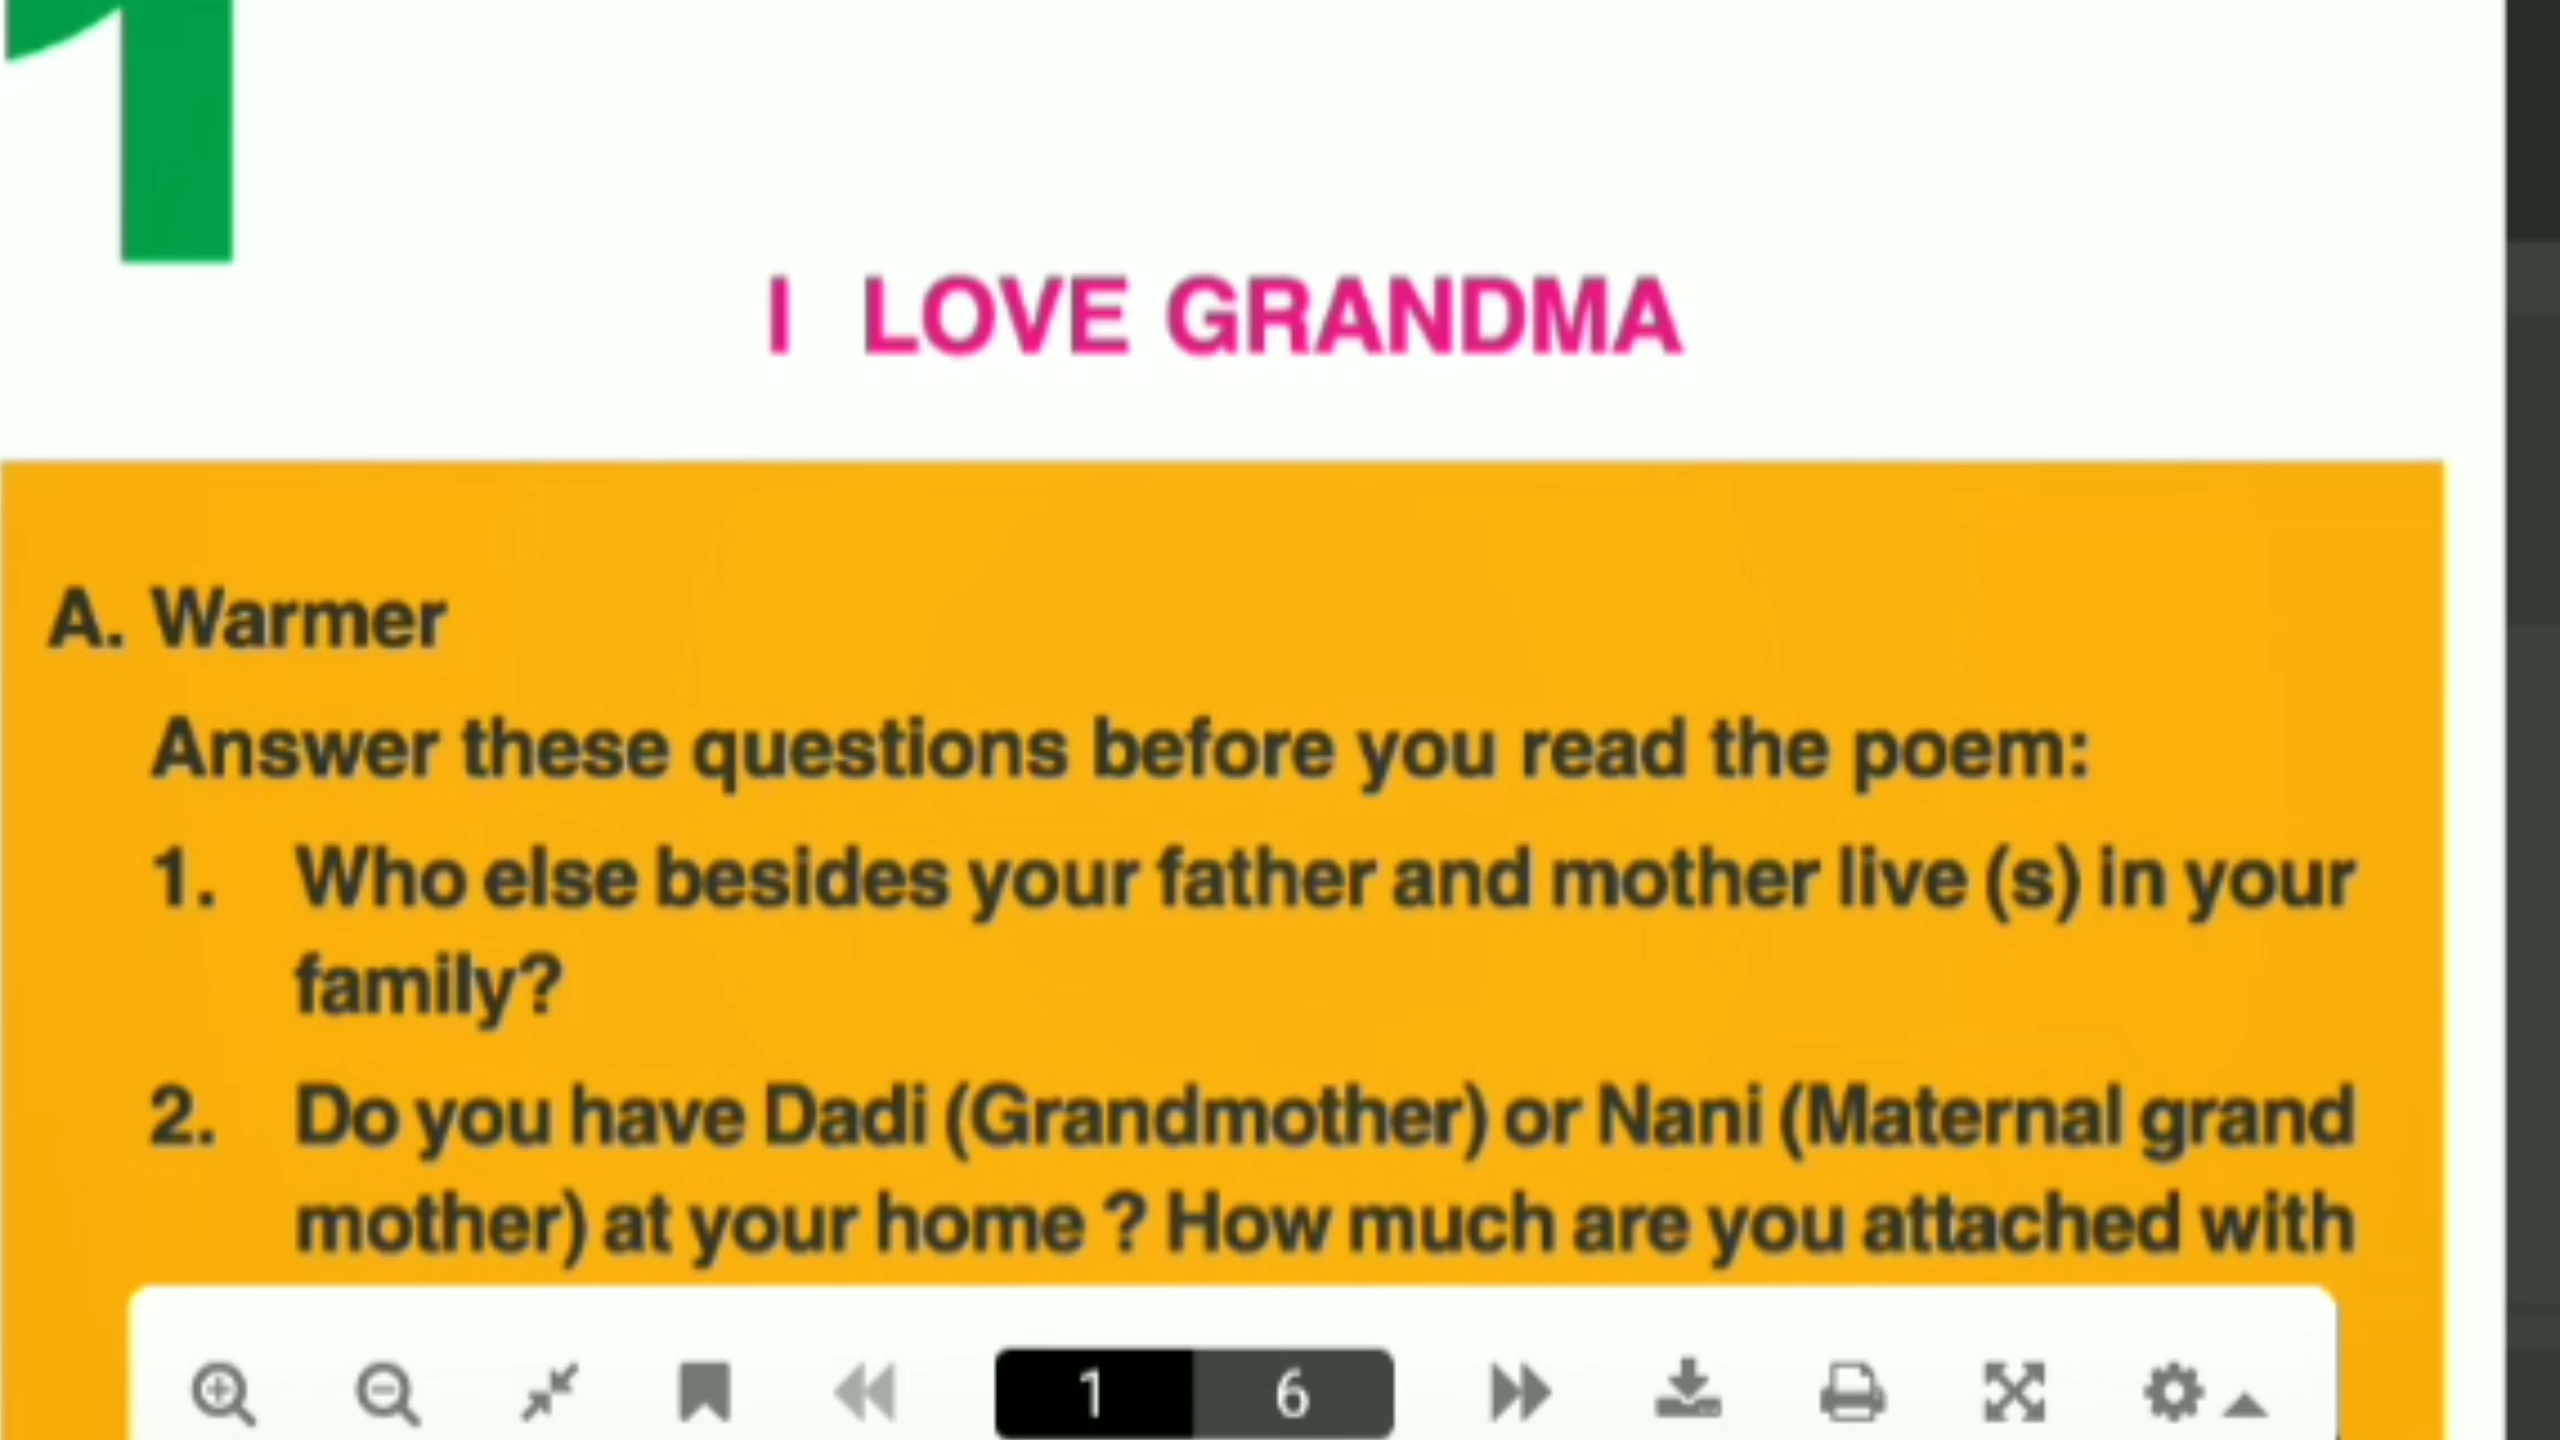 1
I LOVE GRANDMA
A. Warmer
Answer these questions before you read the poem:
1. Who else besides your father and mother live (s) in your
family?
2. Do you have Dadi (Grandmother) or Nani (Maternal grand
mother) at your home ? How much are you attached with
1 6